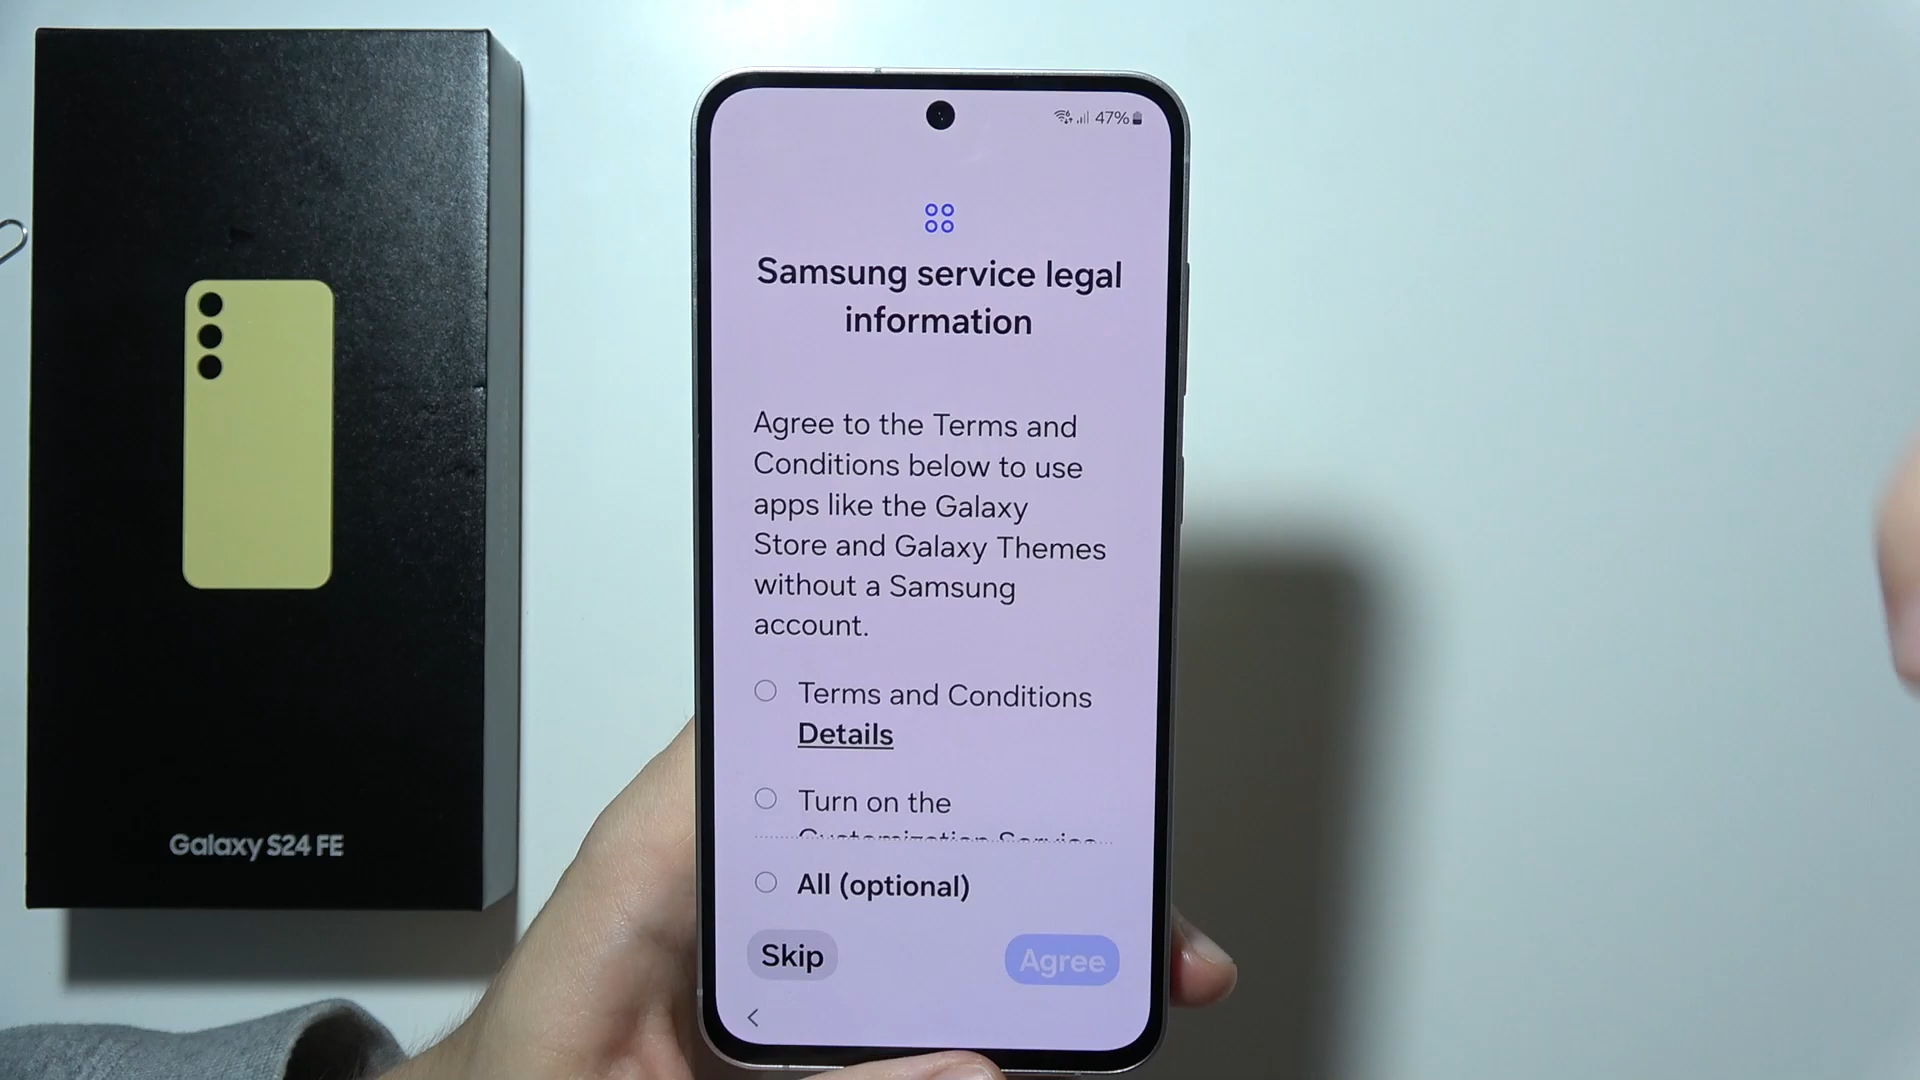 47%
Samsung service legal
information
Agree to the Terms and
Conditions below to use
apps like the Galaxy
Store and Galaxy Themes
without a Samsung
account.
Terms and Conditions
Details
Turn on the
Customization Service
All (optional)
Skip
Agree
Galaxy S24 FE